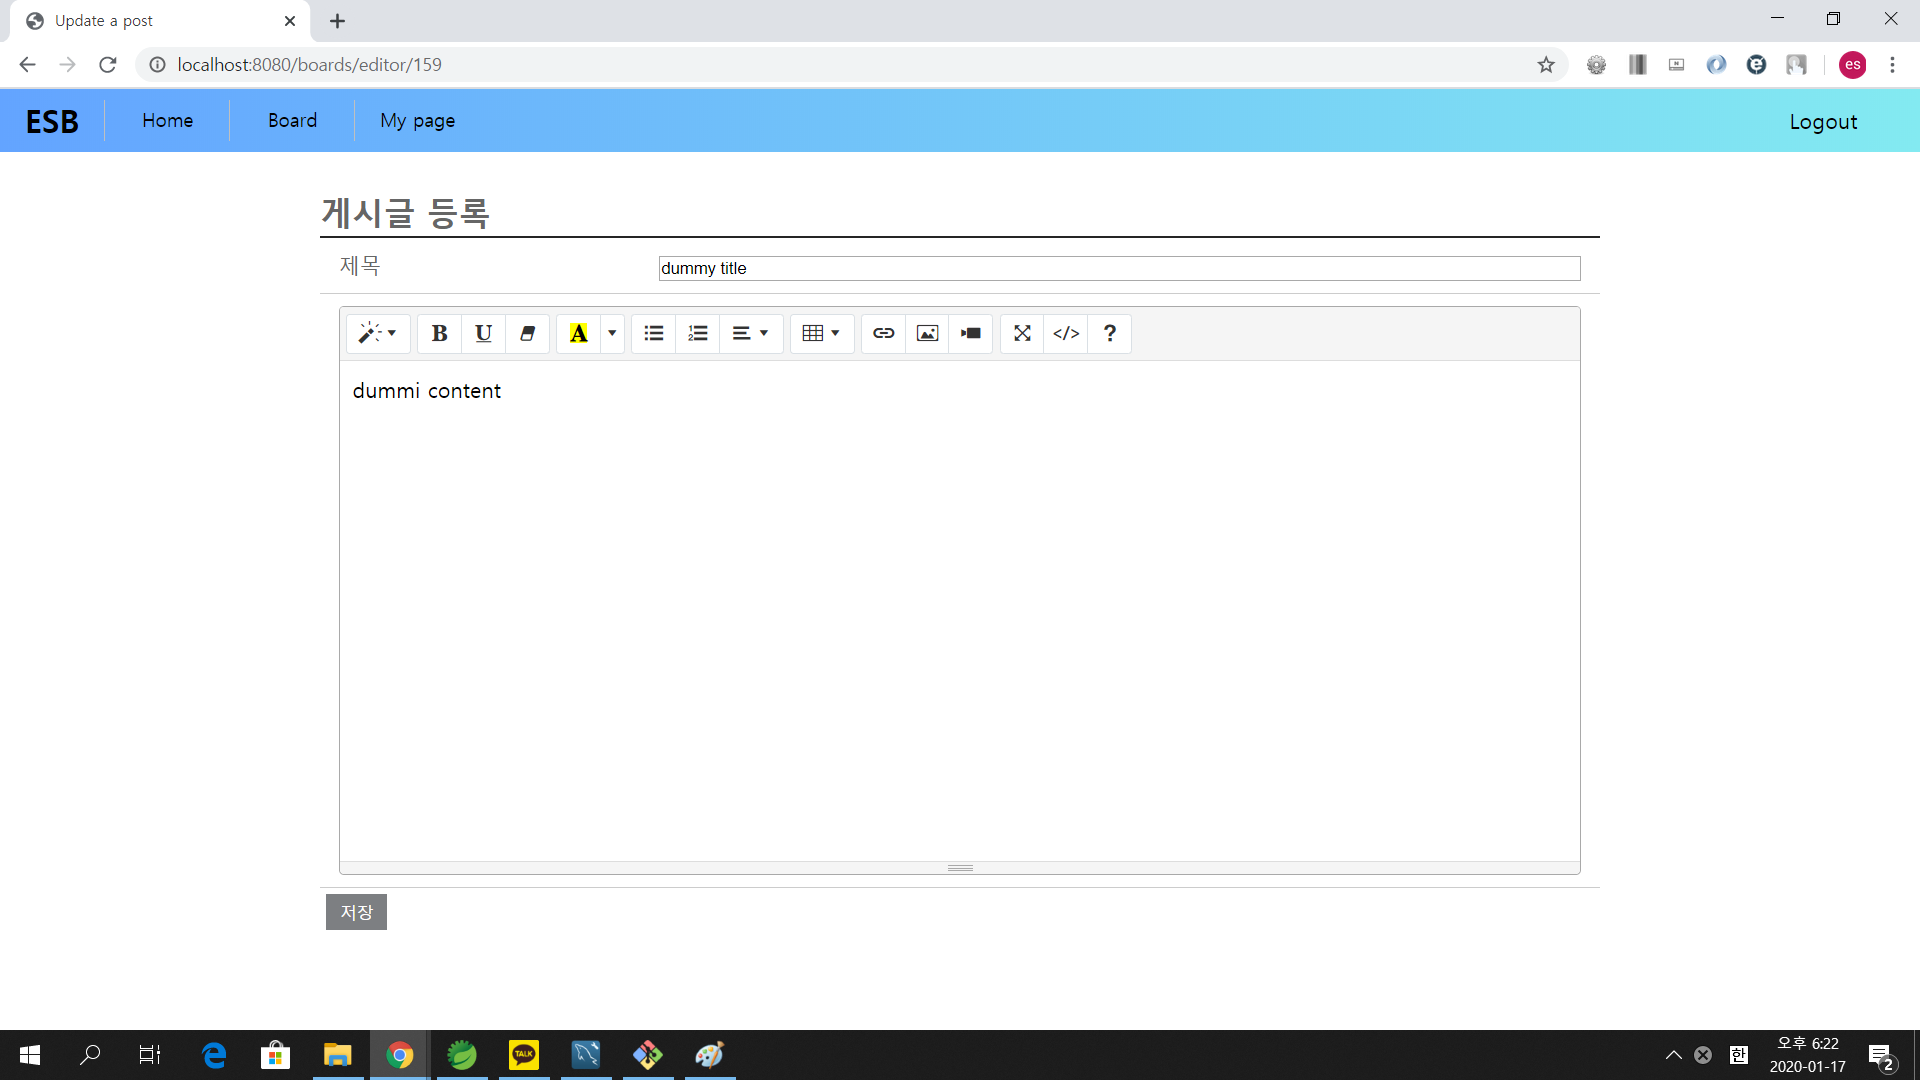 Update a post
localhost:8080/boards/editor/159
es
ESB Home Board My page Logout
게시글 등록
제목 dummy title
B U A </> ?
dummi content
저장
TALK
한
오후 6:22
2020-01-17
2